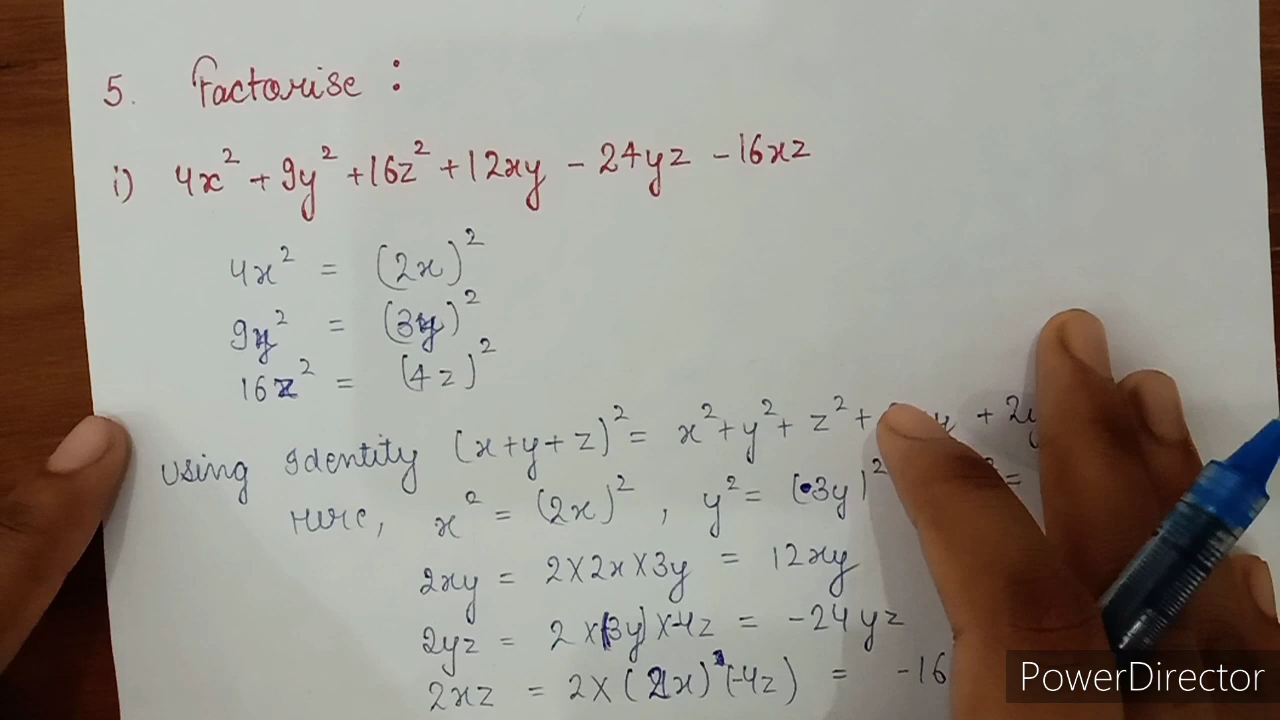 5. Factorise :
i) 4x² + 9y² + 16z² + 12xy - 24yz - 16xz
4x² = (2x)²
9y² = (3y)²
16z² = (4z)²
using Identity (x+y+z)² = x² + y² + z² + y + 2y
Here, x² = (2x)² , y² = (3y)² ² =
2xy = 2×2x×3y = 12xy
2yz = 2×(3y)×-4z = -24yz
2xz = 2×(2x) (-4z) = -16
PowerDirector